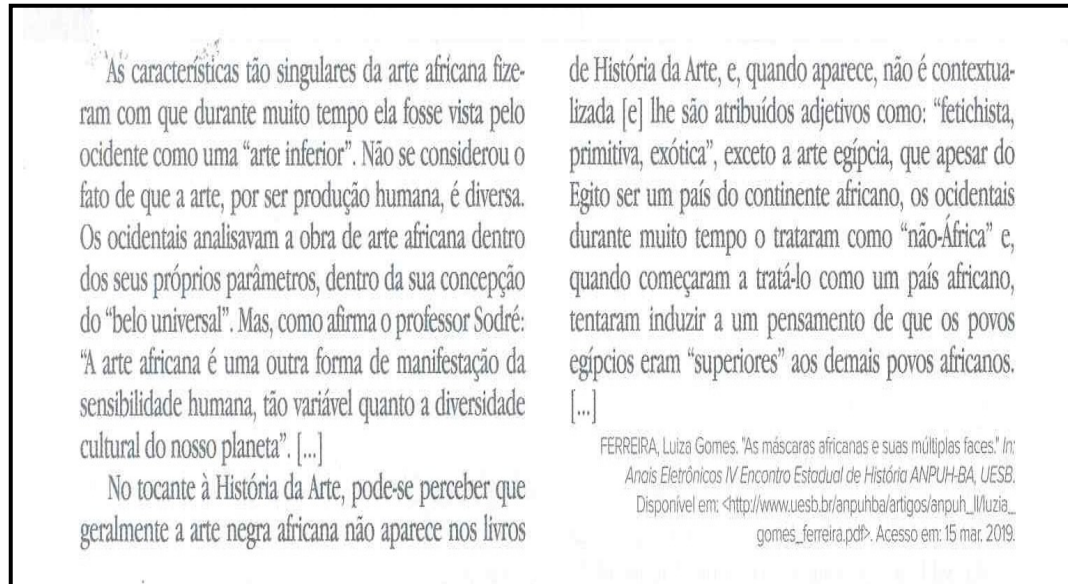 As características tão singulares da arte africana fize-
ram com que durante muito tempo ela fosse vista pelo
ocidente como uma “arte inferior”. Não se considerou o
fato de que a arte, por ser produção humana, é diversa.
Os ocidentais analisavam a obra de arte africana dentro
dos seus próprios parâmetros, dentro da sua concepção
do “belo universal”. Mas, como afirma o professor Sodré:
“A arte africana é uma outra forma de manifestação da
sensibilidade humana, tão variável quanto a diversidade
cultural do nosso planeta”. [...]
No tocante à História da Arte, pode-se perceber que
geralmente a arte negra africana não aparece nos livros
de História da Arte, e, quando aparece, não é contextua-
lizada [e] lhe são atribuídos adjetivos como: “fetichista,
primitiva, exótica”, exceto a arte egípcia, que apesar do
Egito ser um país do continente africano, os ocidentais
durante muito tempo o trataram como “não-África” e,
quando começaram a tratá-lo como um país africano,
tentaram induzir a um pensamento de que os povos
egípcios eram “superiores” aos demais povos africanos.
[...]
FERREIRA, Luiza Gomes. "As máscaras africanas e suas múltiplas faces." In:
Anais Eletrônicos IV Encontro Estadual de História ANPUH-BA, UESB.
Disponível em: <http://www.uesb.br/anpuhba/artigos/anpuh_II/luzia_
gomes_ferreira.pdf>. Acesso em: 15 mar. 2019.